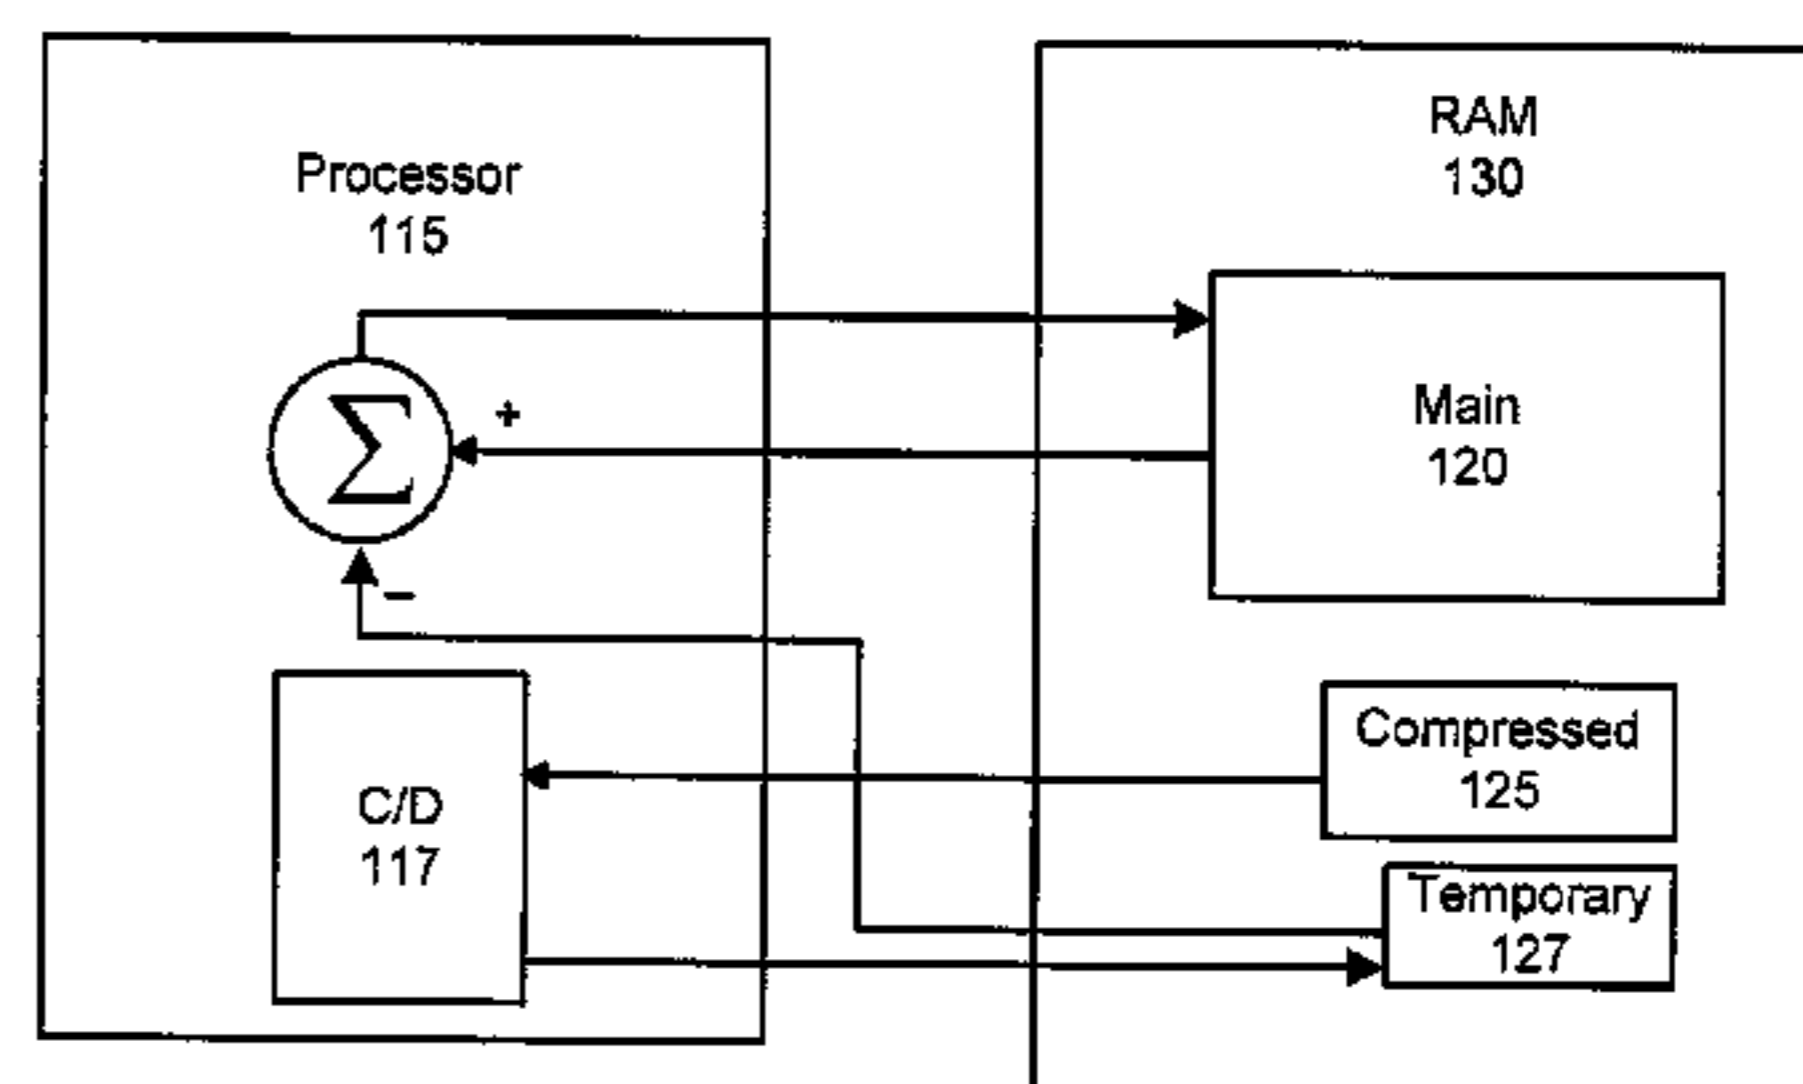 Processor
115
RAM
130
Σ
+
−
Main
120
C/D
117
Compressed
125
Temporary
127